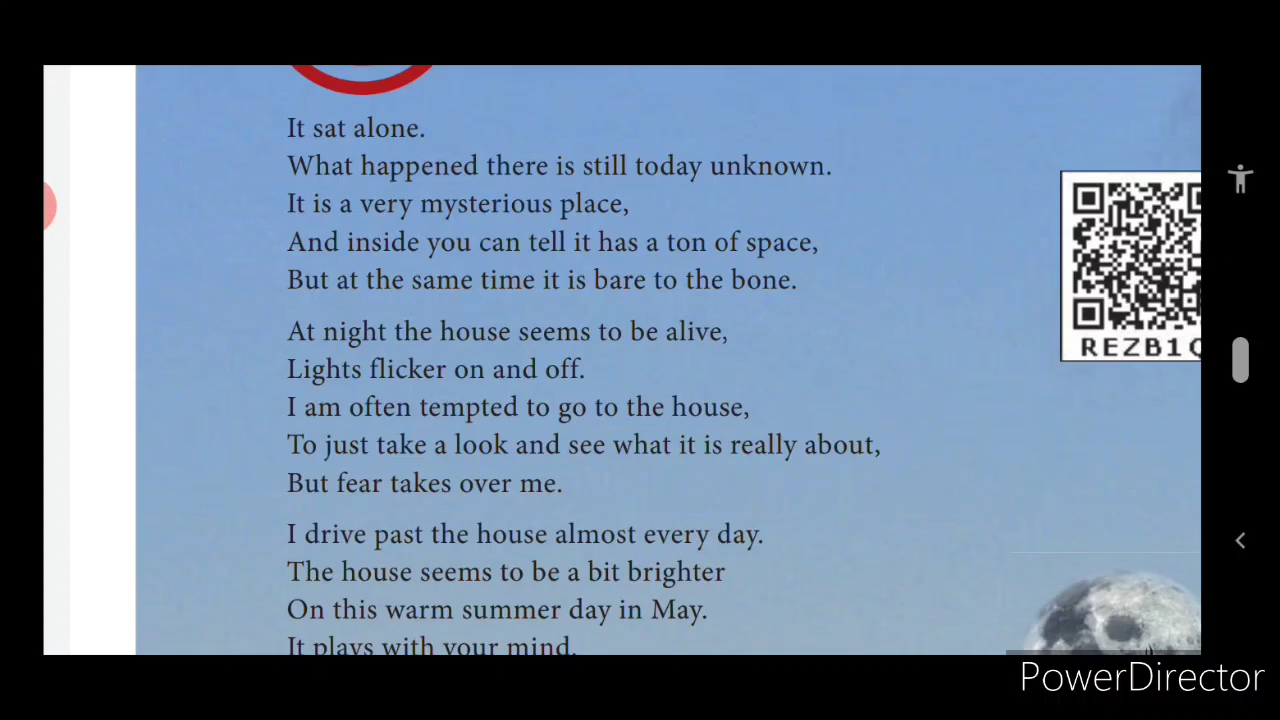 It sat alone.
What happened there is still today unknown.
It is a very mysterious place,
And inside you can tell it has a ton of space,
But at the same time it is bare to the bone.
At night the house seems to be alive,
Lights flicker on and off.
I am often tempted to go to the house,
To just take a look and see what it is really about,
But fear takes over me.
I drive past the house almost every day.
The house seems to be a bit brighter
On this warm summer day in May.
It plays with your mind.
REZB1
PowerDirector